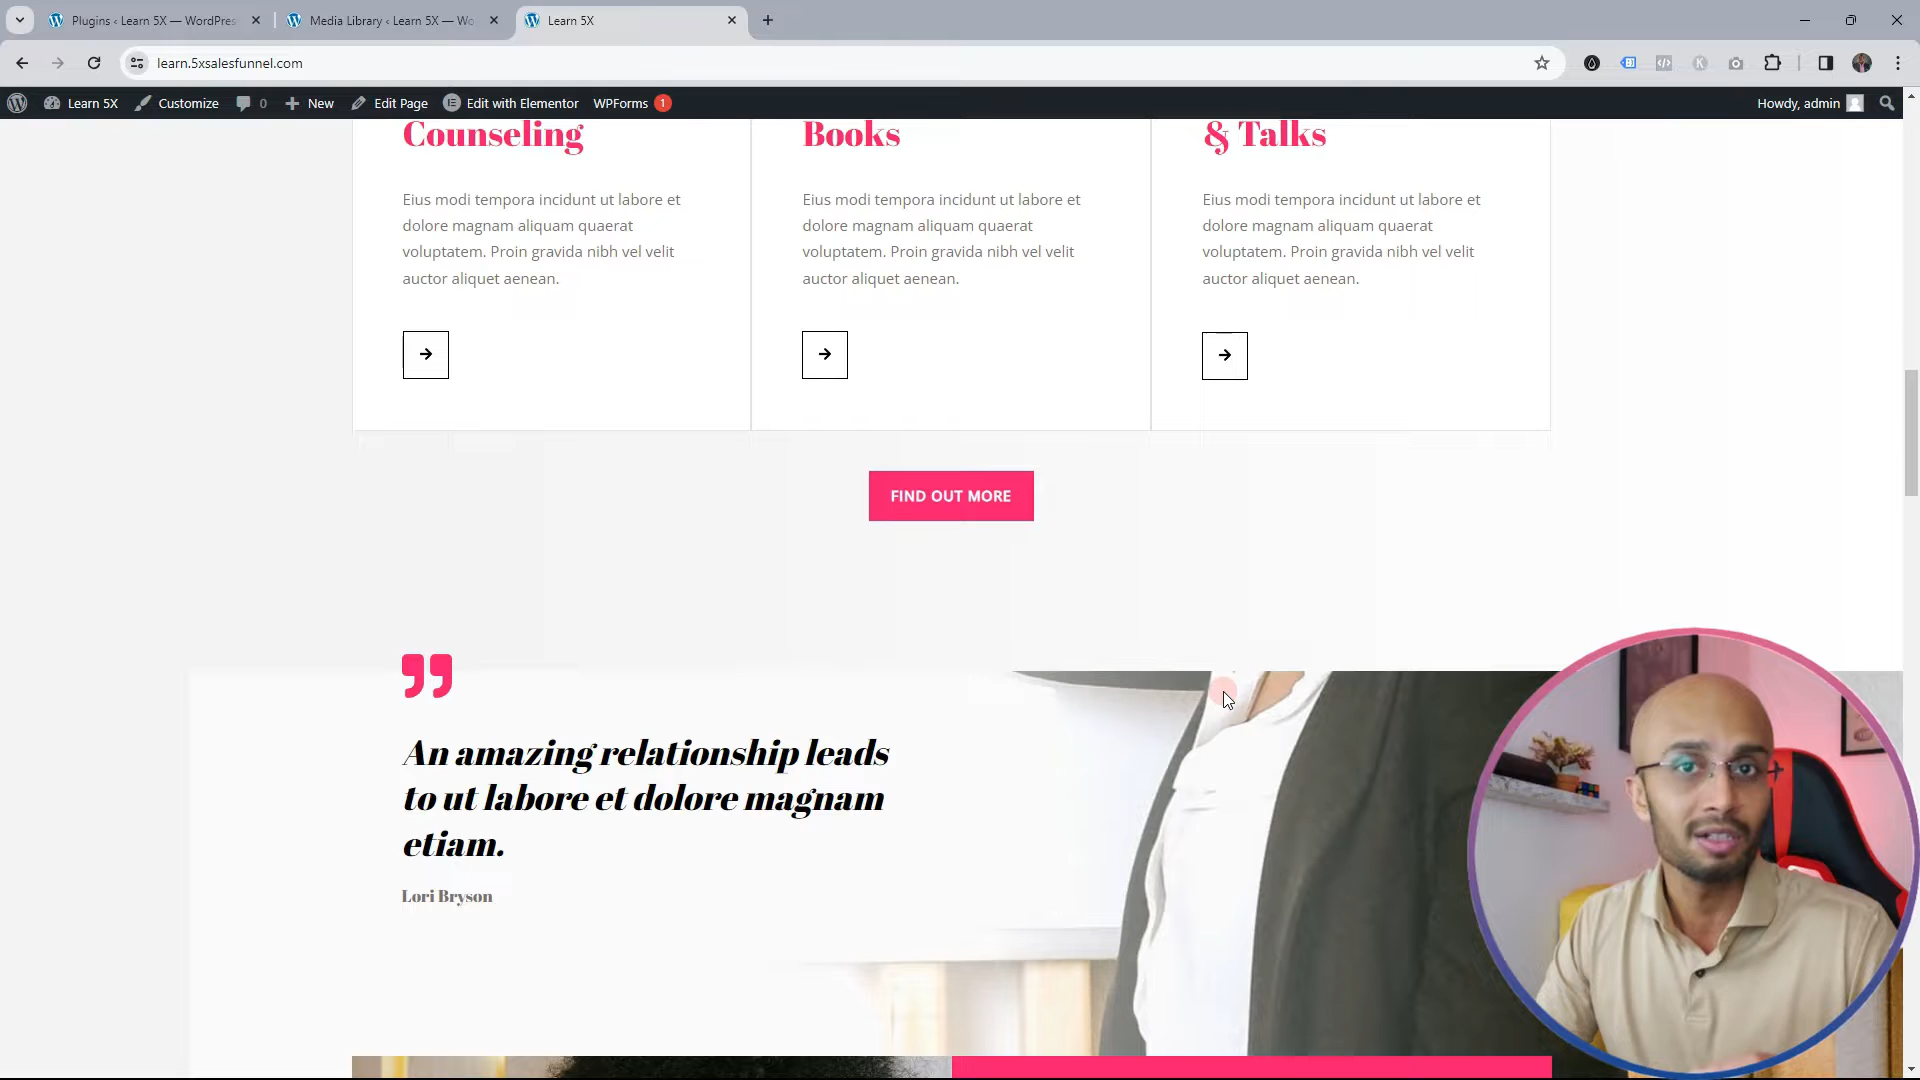 Plugins ‹ Learn 5X — WordPres
Media Library ‹ Learn 5X — Wo
Learn 5X
learn.5xsalesfunnel.com
Learn 5X
Customize
0
New
Edit Page
Edit with Elementor
WPForms 1
Howdy, admin
Counseling
Eius modi tempora incidunt ut labore et
dolore magnam aliquam quaerat
voluptatem. Proin gravida nibh vel velit
auctor aliquet aenean.
Books
Eius modi tempora incidunt ut labore et
dolore magnam aliquam quaerat
voluptatem. Proin gravida nibh vel velit
auctor aliquet aenean.
& Talks
Eius modi tempora incidunt ut labore et
dolore magnam aliquam quaerat
voluptatem. Proin gravida nibh vel velit
auctor aliquet aenean.
FIND OUT MORE
An amazing relationship leads
to ut labore et dolore magnam
etiam.
Lori Bryson